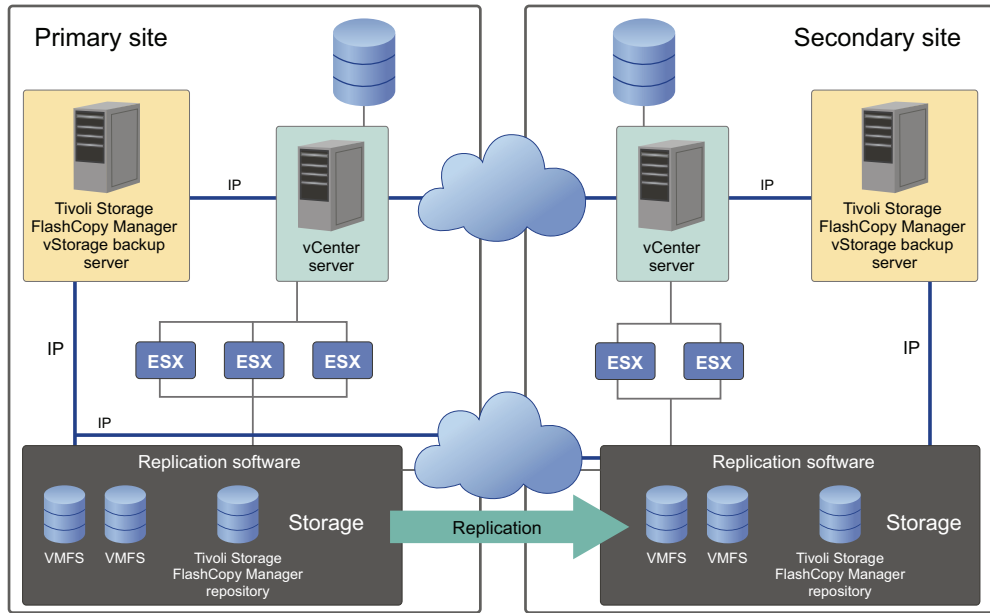 Primary site
Secondary site
IP
IP
Tivoli Storage
FlashCopy Manager
vStorage backup
server
vCenter
server
vCenter
server
Tivoli Storage
FlashCopy Manager
vStorage backup
server
IP
ESX
ESX
ESX
ESX
ESX
IP
IP
Replication software
Storage
VMFS
VMFS
Tivoli Storage
FlashCopy Manager
repository
Replication
Replication software
Storage
VMFS
VMFS
Tivoli Storage
FlashCopy Manager
repository